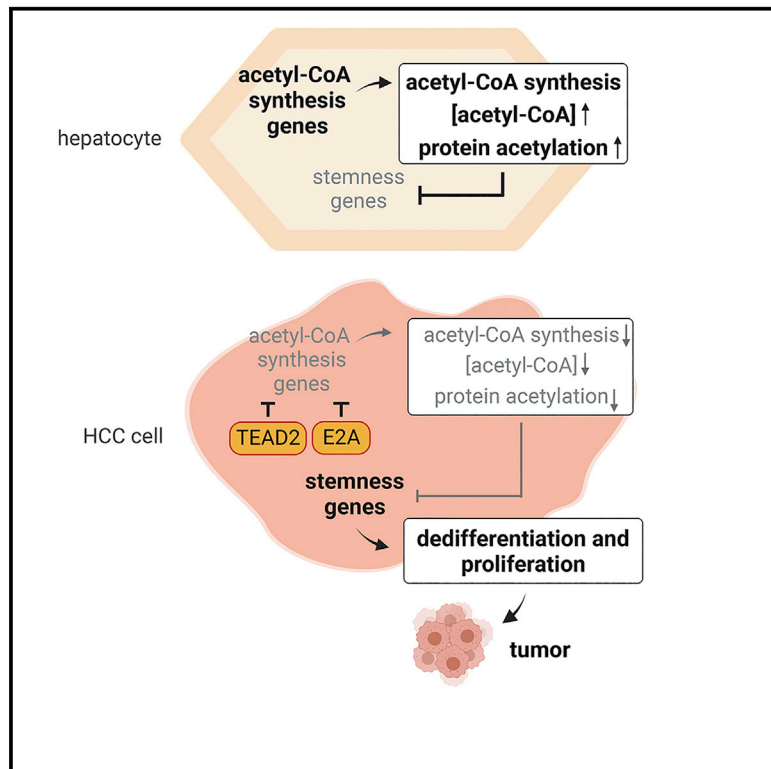 hepatocyte
acetyl-CoA
synthesis
genes
acetyl-CoA synthesis
[acetyl-CoA] ↑
protein acetylation ↑
stemness
genes
HCC cell
acetyl-CoA
synthesis
genes
acetyl-CoA synthesis ↓
[acetyl-CoA] ↓
protein acetylation ↓
TEAD2
E2A
stemness
genes
dedifferentiation and
proliferation
tumor